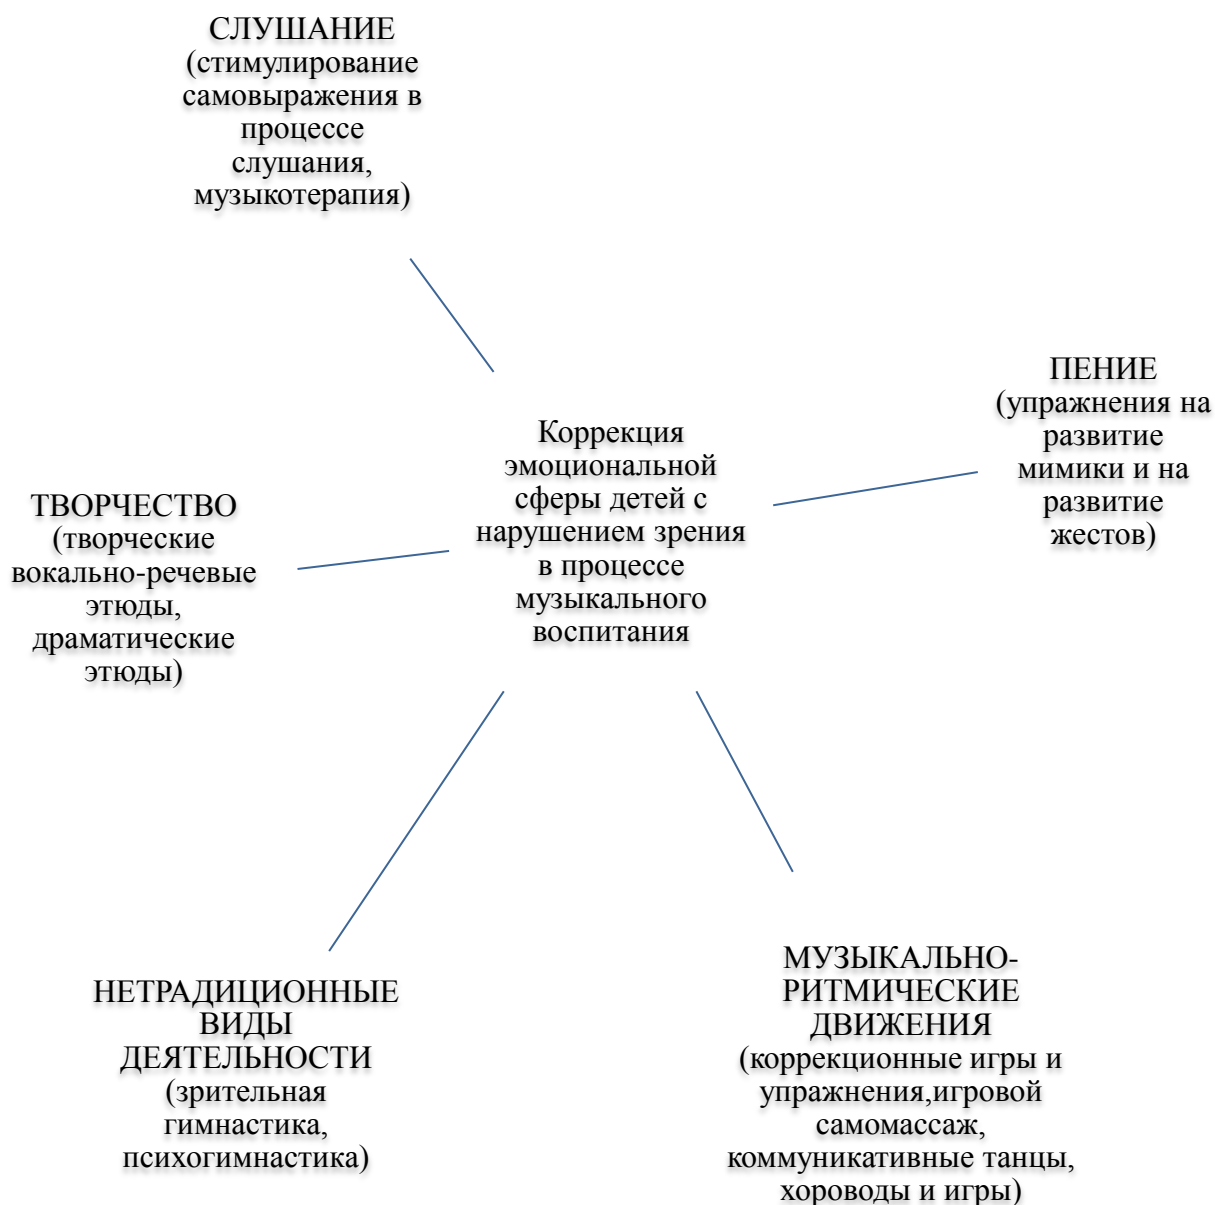 СЛУШАНИЕ
(стимулирование
самовыражения в
процессе
слушания,
музыкотерапия)
ПЕНИЕ
(упражнения на
развитие
мимики и на
развитие
жестов)
Коррекция
эмоциональной
сферы детей с
нарушением зрения
в процессе
музыкального
воспитания
ТВОРЧЕСТВО
(творческие
вокально-речевые
этюды,
драматические
этюды)
НЕТРАДИЦИОННЫЕ
ВИДЫ
ДЕЯТЕЛЬНОСТИ
(зрительная
гимнастика,
психогимнастика)
МУЗЫКАЛЬНО-
РИТМИЧЕСКИЕ
ДВИЖЕНИЯ
(коррекционные игры и
упражнения,игровой
самомассаж,
коммуникативные танцы,
хороводы и игры)